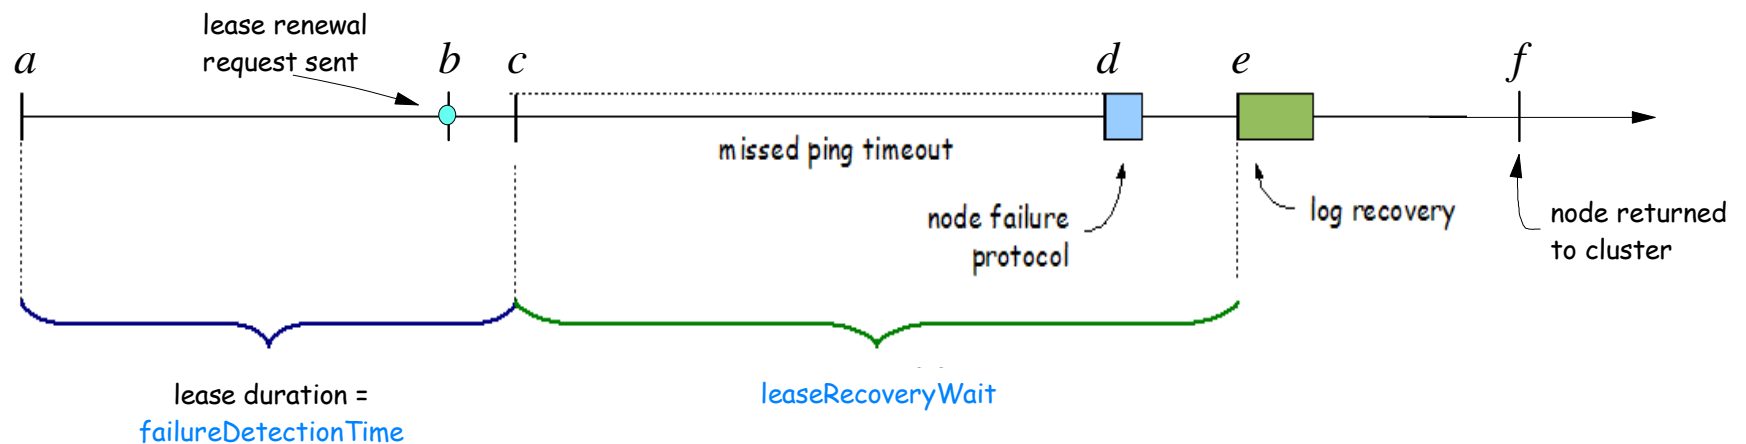 lease renewal
request sent
a
b
c
d
e
f
missed ping timeout
node failure
protocol
log recovery
node returned
to cluster
lease duration =
failureDetectionTime
leaseRecoveryWait